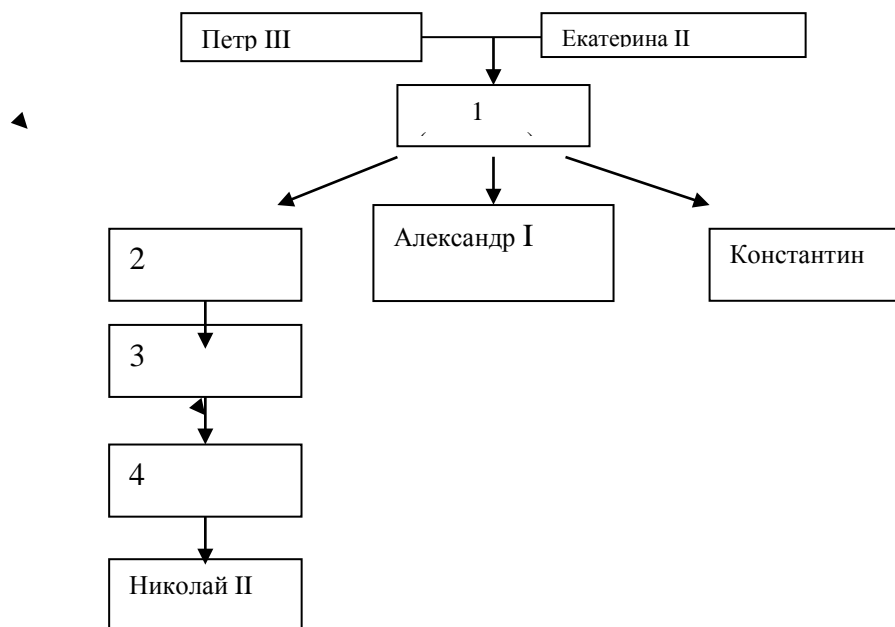 Петр III
Екатерина II
1
2
Александр I
Константин
3
4
Николай II